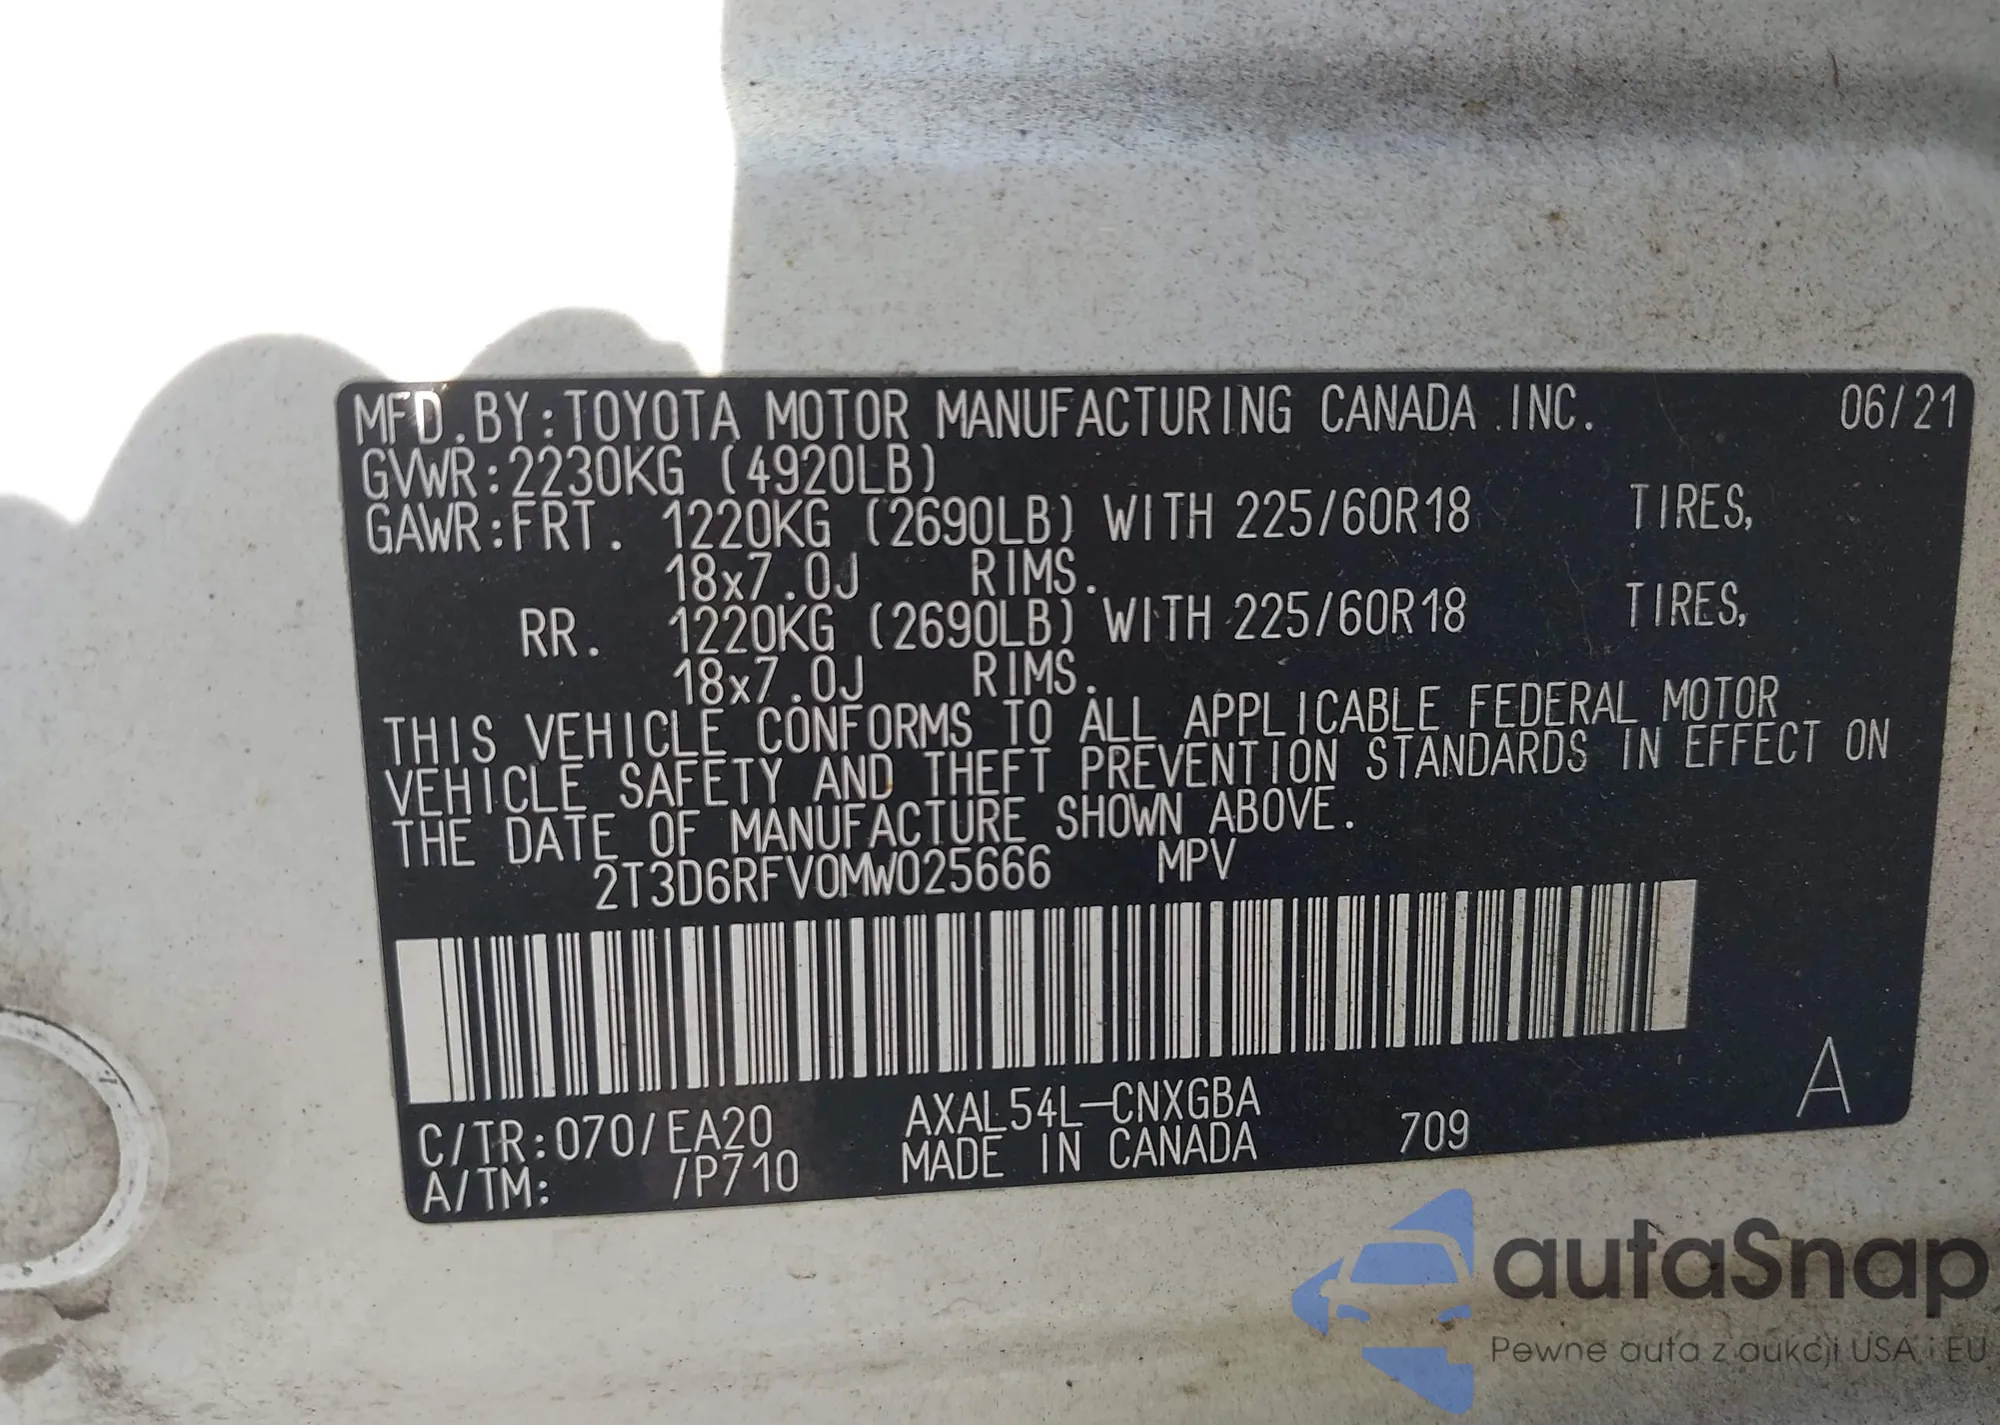 MFD.BY:TOYOTA MOTOR MANUFACTURING CANADA INC. 06/21
GVWR:2230KG (4920LB)
GAWR:FRT. 1220KG (2690LB) WITH 225/60R18 TIRES,
18x7.0J RIMS.
RR. 1220KG (2690LB) WITH 225/60R18 TIRES,
18x7.0J RIMS.
THIS VEHICLE CONFORMS TO ALL APPLICABLE FEDERAL MOTOR
VEHICLE SAFETY AND THEFT PREVENTION STANDARDS IN EFFECT ON
THE DATE OF MANUFACTURE SHOWN ABOVE.
2T3D6RFV0MW025666 MPV
C/TR:070/EA20 AXAL54L-CNXGBA
A/TM: /P710 MADE IN CANADA 709 A
autaSnap
Pewne auta z aukcji USA i EU